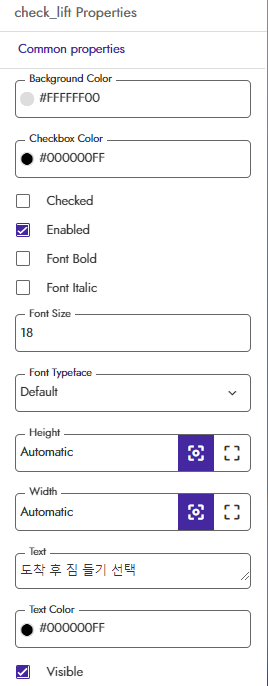 check_lift Properties
Common properties
Background Color
#FFFFFF00
Checkbox Color
#000000FF
Checked
Enabled
Font Bold
Font Italic
Font Size
18
Font Typeface
Default
Height
Automatic
Width
Automatic
Text
도착 후 짐 들기 선택
Text Color
#000000FF
Visible